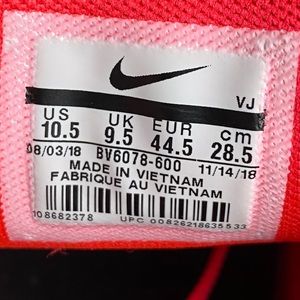 VJ
US UK EUR cm
10.5 9.5 44.5 28.5
08/03/18 BV6078-600 11/14/18
MADE IN VIETNAM
FABRIQUE AU VIETNAM
108682378 UPC 00826218635533